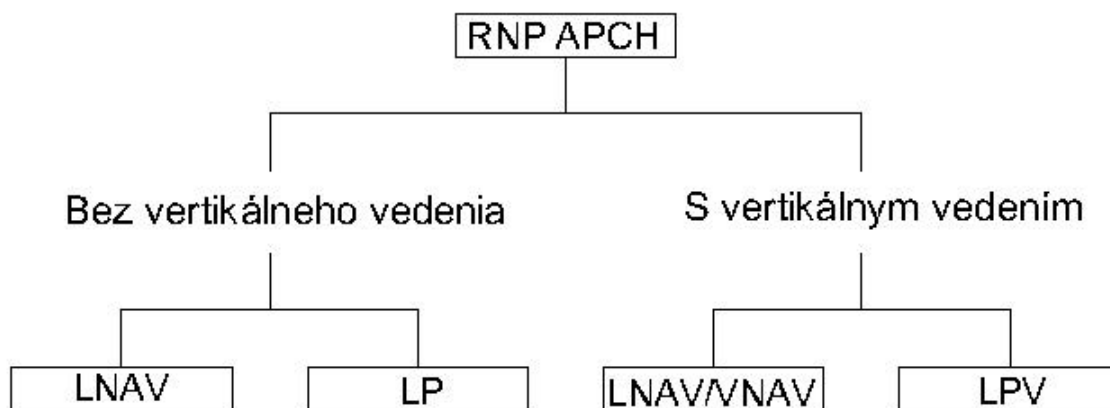 RNP APCH
Bez vertikálneho vedenia
S vertikálnym vedením
LNAV
LP
LNAV/VNAV
LPV